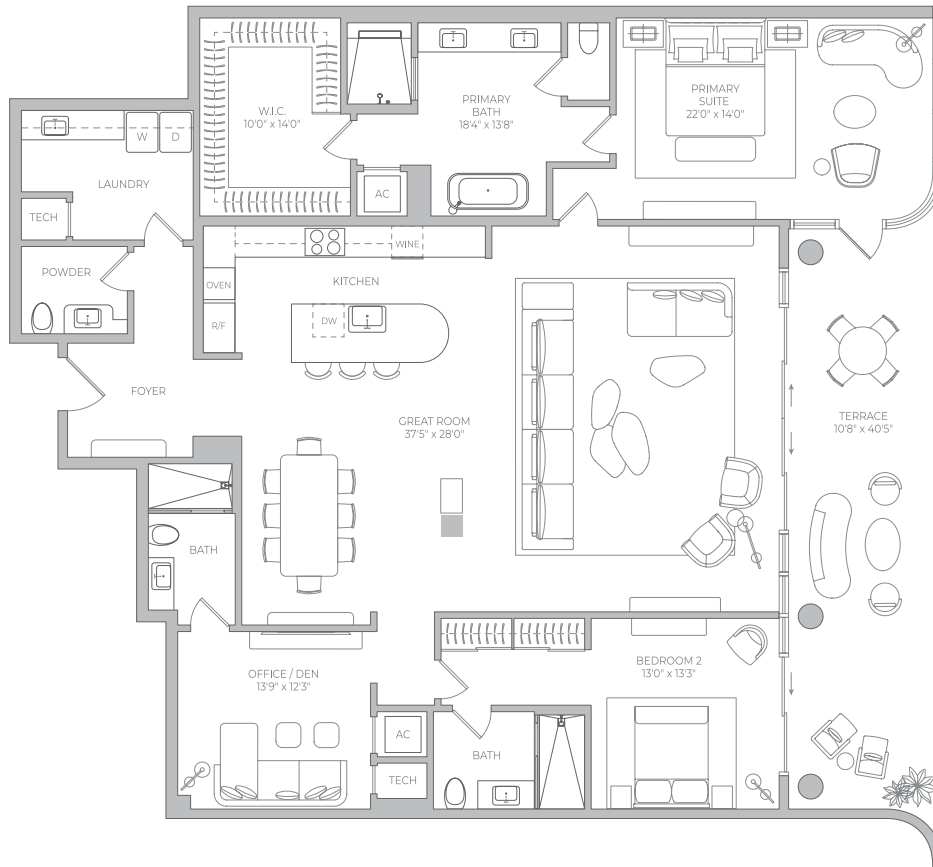 W.I.C.
10'0" x 14'0"
PRIMARY
BATH
18'4" x 13'8"
PRIMARY
SUITE
22'0" x 14'0"
W
D
LAUNDRY
AC
TECH
POWDER
WINE
OVEN
KITCHEN
R/F
DW
FOYER
GREAT ROOM
37'5" x 28'0"
TERRACE
10'8" x 40'5"
BATH
OFFICE / DEN
13'9" x 12'3"
BEDROOM 2
13'0" x 13'3"
AC
BATH
TECH